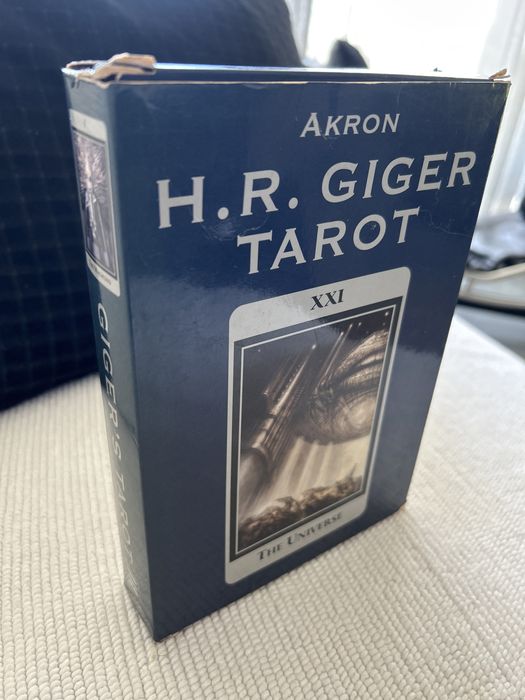 AKRON
H.R. GIGER
TAROT
XXI
THE UNIVERSE
GIGER'S TAROT